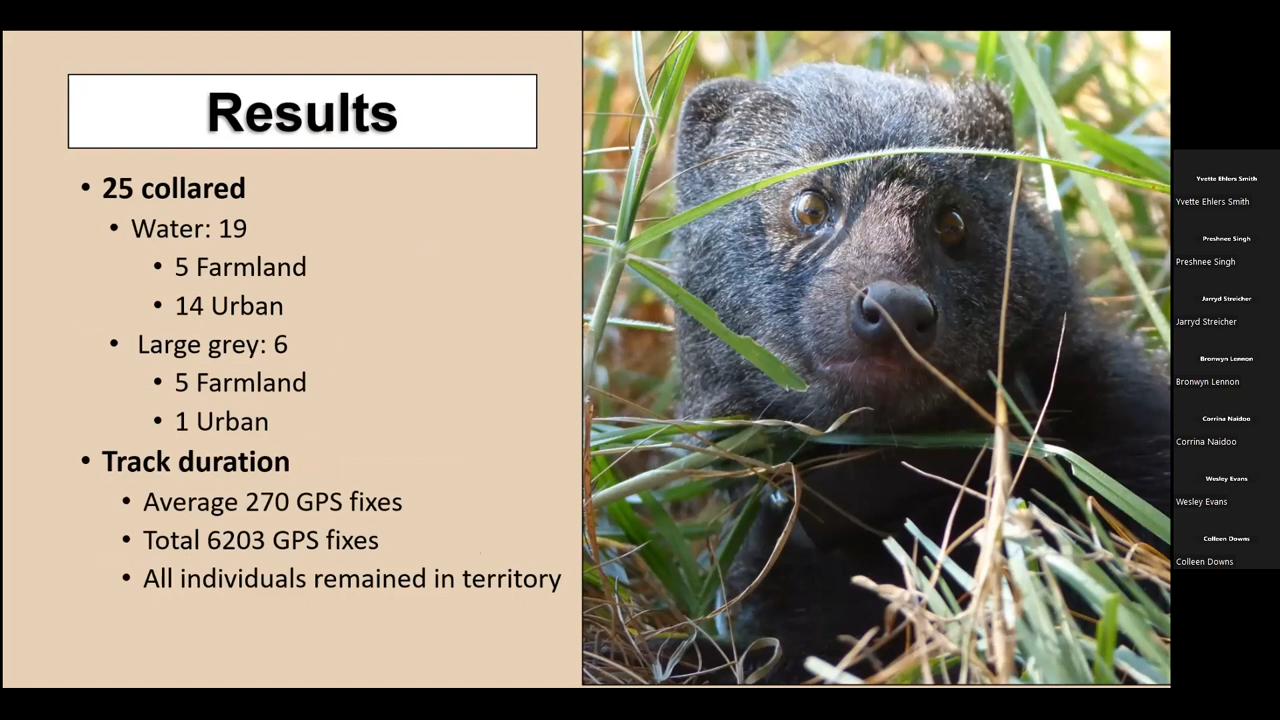 Results
• 25 collared
• Water: 19
• 5 Farmland
• 14 Urban
• Large grey: 6
• 5 Farmland
• 1 Urban
• Track duration
• Average 270 GPS fixes
• Total 6203 GPS fixes
• All individuals remained in territory
Yvette Ehlers Smith
Yvette Ehlers Smith
Preshnee Singh
Preshnee Singh
Jarryd Streicher
Jarryd Streicher
Bronwyn Lennon
Bronwyn Lennon
Corrina Naidoo
Corrina Naidoo
Wesley Evans
Wesley Evans
Colleen Downs
Colleen Downs